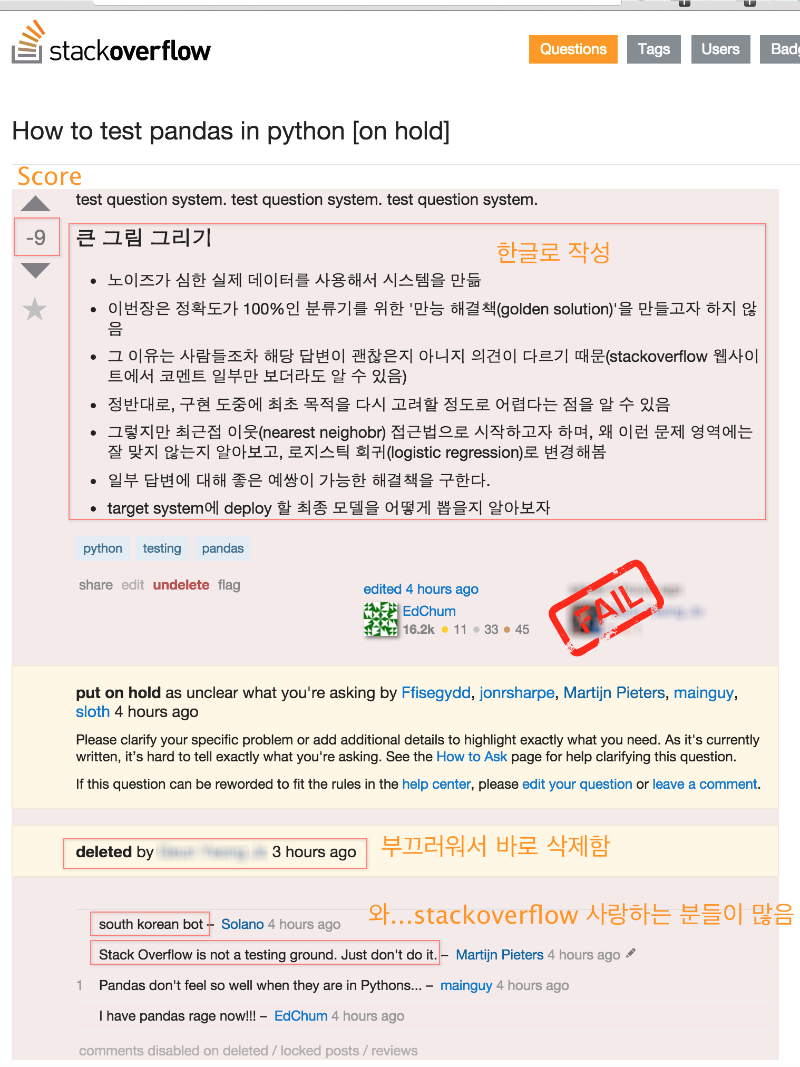 stackoverflow
Questions Tags Users
How to test pandas in python [on hold]
Score
test question system. test question system. test question system.
-9
큰 그림 그리기
한글로 작성
노이즈가 심한 실제 데이터를 사용해서 시스템을 만듦
이번장은 정확도가 100%인 분류기를 위한 '만능 해결책(golden solution)'을 만들고자 하지 않
음
그 이유는 사람들조차 해당 답변이 괜찮은지 아니지 의견이 다르기 때문(stackoverflow 웹사이
트에서 코멘트 일부만 보더라도 알 수 있음)
정반대로, 구현 도중에 최초 목적을 다시 고려할 정도로 어렵다는 점을 알 수 있음
그렇지만 최근접 이웃(nearest neighobr) 접근법으로 시작하고자 하며, 왜 이런 문제 영역에는
잘 맞지 않는지 알아보고, 로지스틱 회귀(logistic regression)로 변경해봄
일부 답변에 대해 좋은 예쌍이 가능한 해결책을 구한다.
target system에 deploy 할 최종 모델을 어떻게 뽑을지 알아보자
python testing pandas
share edit undelete flag
edited 4 hours ago
EdChum
16.2k 11 33 45
FAIL
put on hold as unclear what you're asking by Ffisegydd, jonrsharpe, Martijn Pieters, mainguy,
sloth 4 hours ago
Please clarify your specific problem or add additional details to highlight exactly what you need. As it's currently
written, it's hard to tell exactly what you're asking. See the How to Ask page for help clarifying this question.
If this question can be reworded to fit the rules in the help center, please edit your question or leave a comment.
deleted by 3 hours ago
부끄러워서 바로 삭제함
와...stackoverflow 사랑하는 분들이 많음
south korean bot – Solano 4 hours ago
Stack Overflow is not a testing ground. Just don't do it. – Martijn Pieters 4 hours ago
1 Pandas don't feel so well when they are in Pythons... – mainguy 4 hours ago
I have pandas rage now!!! – EdChum 4 hours ago
comments disabled on deleted / locked posts / reviews